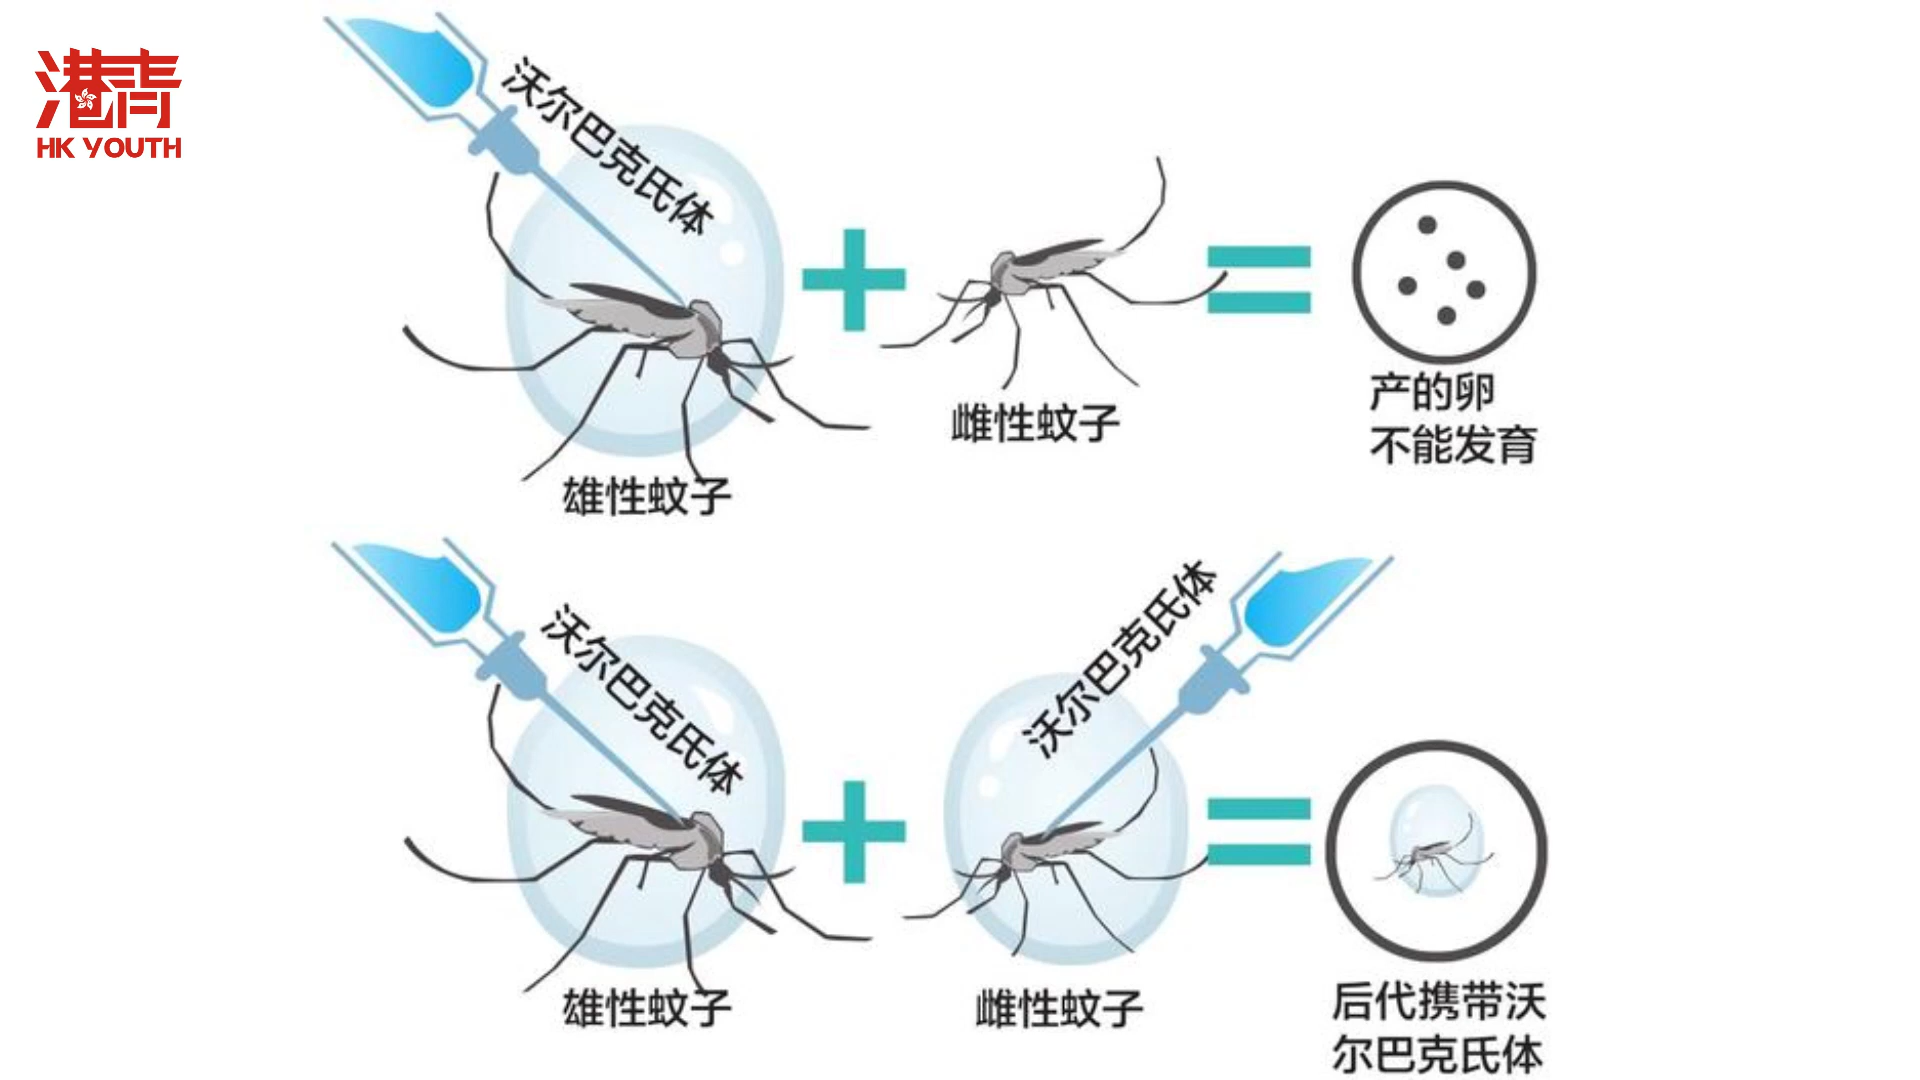 港青
HK YOUTH
沃尔巴克氏体
雄性蚊子
雌性蚊子
产的卵
不能发育
沃尔巴克氏体
沃尔巴克氏体
雄性蚊子
雌性蚊子
后代携带沃
尔巴克氏体